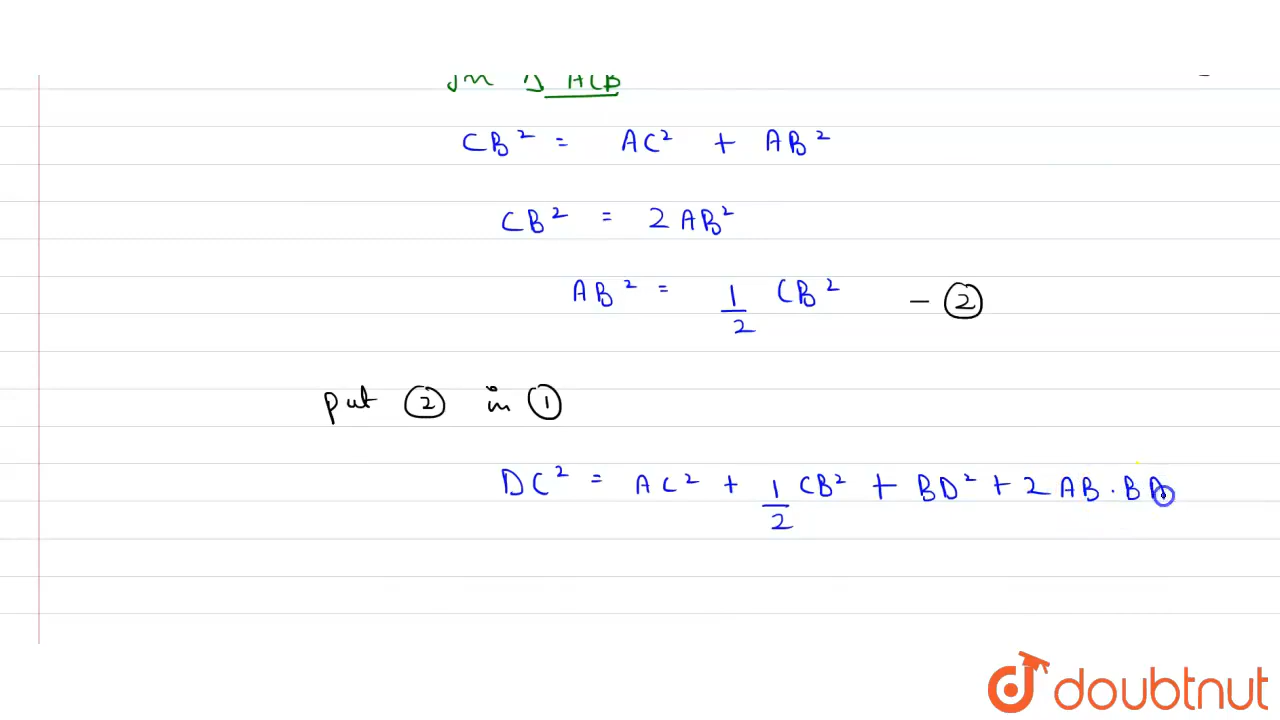 in Δ ACB
CB² = AC² + AB²
CB² = 2AB²
AB² = 1/2 CB² - ②
put ② in ①
DC² = AC² + 1/2 CB² + BD² + 2AB.BD
doubtnut